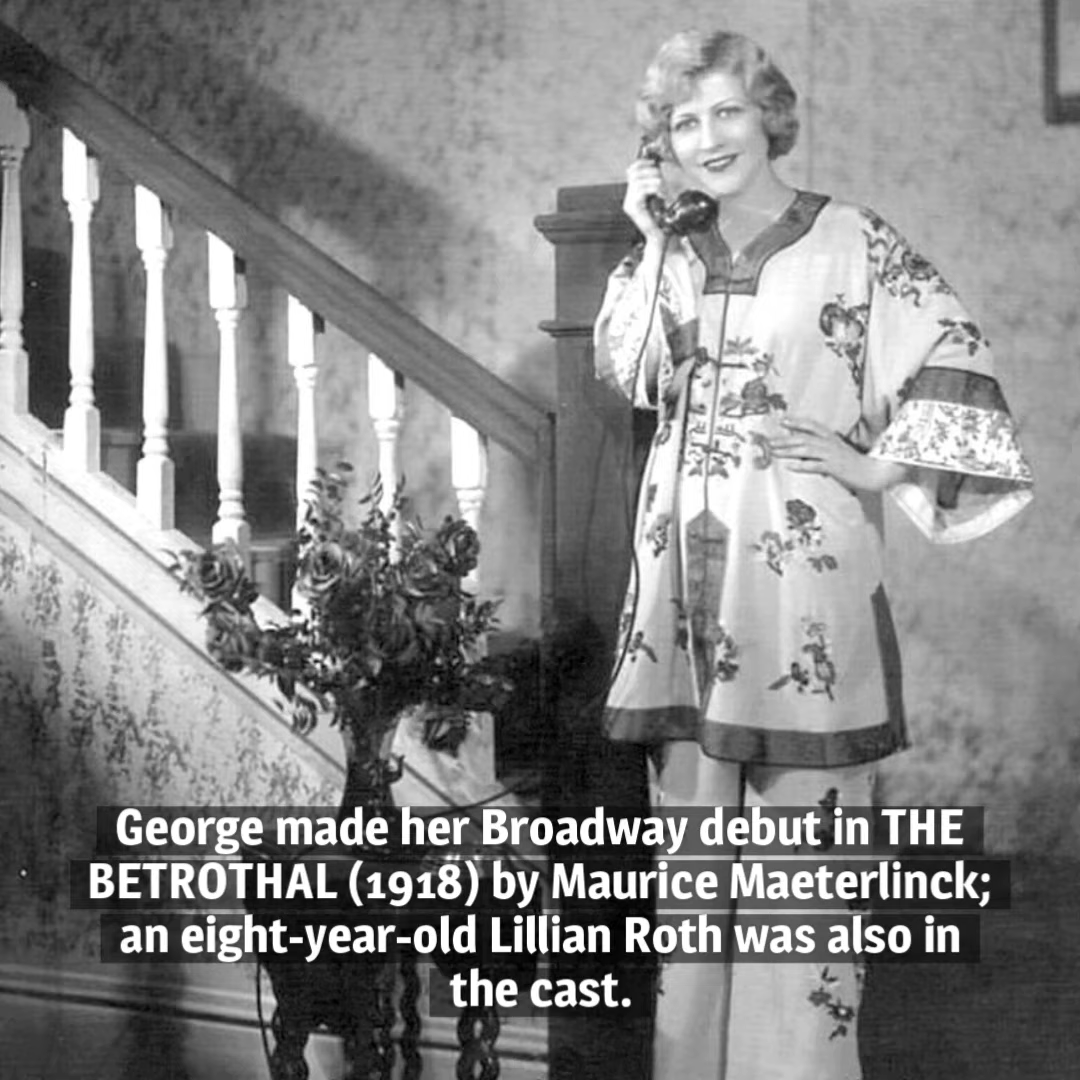 George made her Broadway debut in THE
BETROTHAL (1918) by Maurice Maeterlinck;
an eight-year-old Lillian Roth was also in
the cast.